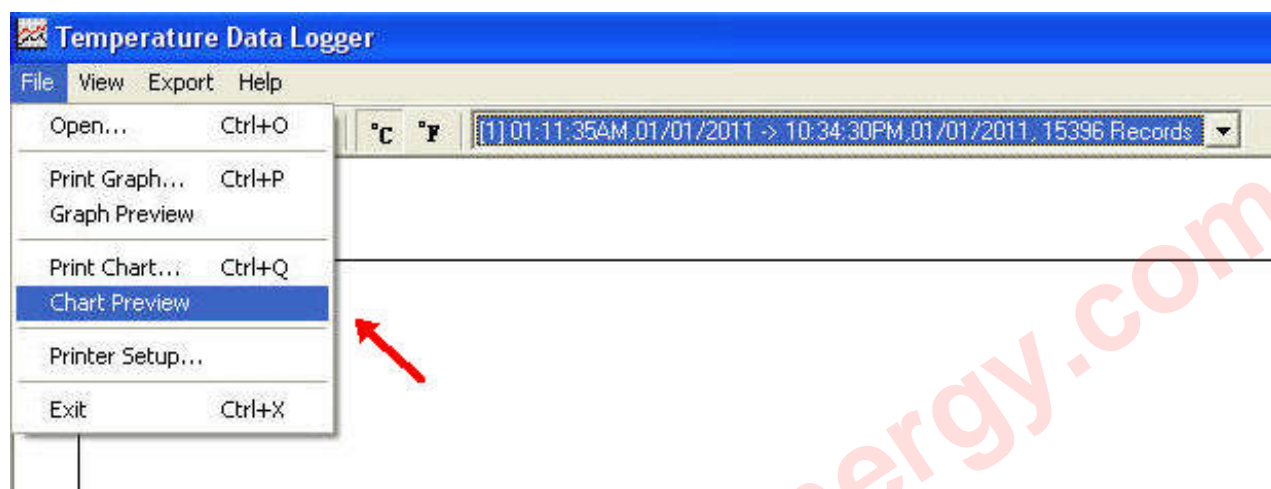 Temperature Data Logger
File View Export Help
Open... Ctrl+O
°C °F [1] 01:11:35AM,01/01/2011 -> 10:34:30PM,01/01/2011, 15396 Records
Print Graph... Ctrl+P
Graph Preview
Print Chart... Ctrl+Q
Chart Preview
Printer Setup...
Exit Ctrl+X
ergy.com